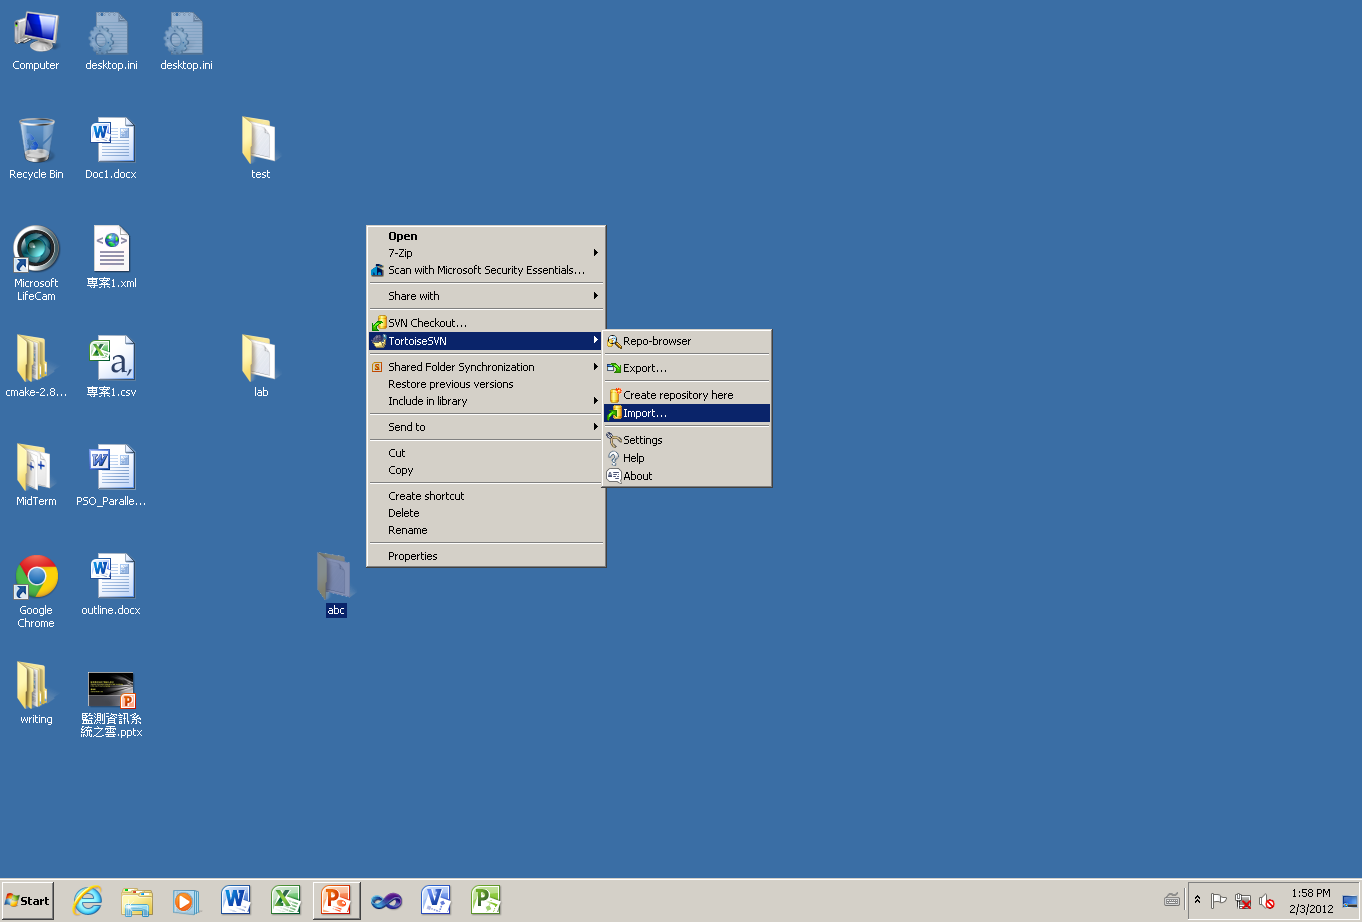 Computer
desktop.ini
desktop.ini
Recycle Bin
Doc1.docx
test
Microsoft
LifeCam
專案1.xml
cmake-2.8...
專案1.csv
lab
MidTerm
PSO_Paralle...
Google
Chrome
outline.docx
abc
writing
監測資訊系
統之雲.pptx
Open
7-Zip
Scan with Microsoft Security Essentials...
Share with
SVN Checkout...
TortoiseSVN
Shared Folder Synchronization
Restore previous versions
Include in library
Send to
Cut
Copy
Create shortcut
Delete
Rename
Properties
Repo-browser
Export...
Create repository here
Import...
Settings
Help
About
Start
1:58 PM
2/3/2012